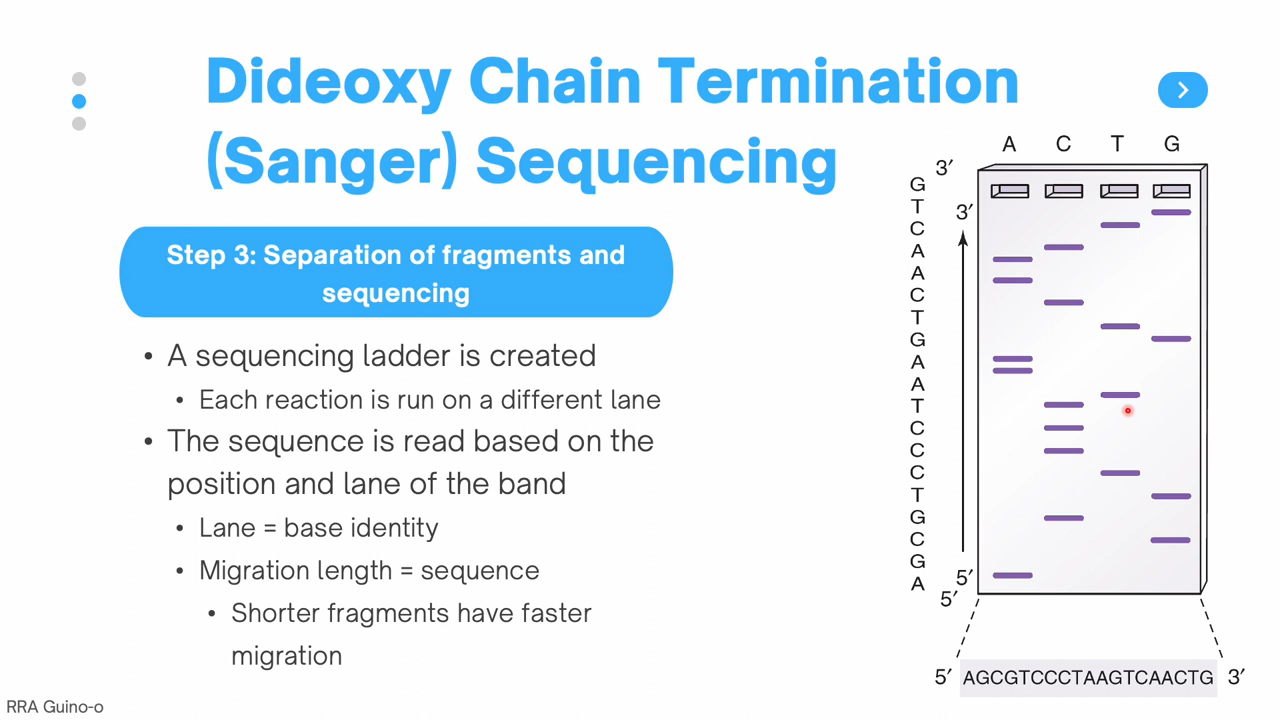 Dideoxy Chain Termination
(Sanger) Sequencing
Step 3: Separation of fragments and
sequencing
• A sequencing ladder is created
• Each reaction is run on a different lane
• The sequence is read based on the
position and lane of the band
• Lane = base identity
• Migration length = sequence
• Shorter fragments have faster
migration
A C T G
3′
G
T
3′
C
A
A
C
T
G
A
A
T
C
C
C
T
G
C
G
5′
A
5′
5′ AGCGTCCCTAAGTCAACTG 3′
RRA Guino-o